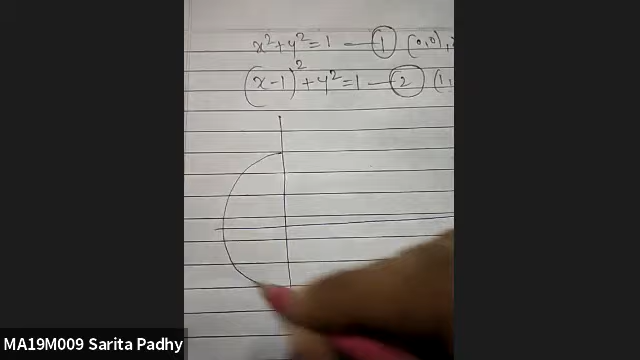 x²+y²=1 — ① (0,0),
(x-1)²+y²=1 — ② (1,
MA19M009 Sarita Padhy